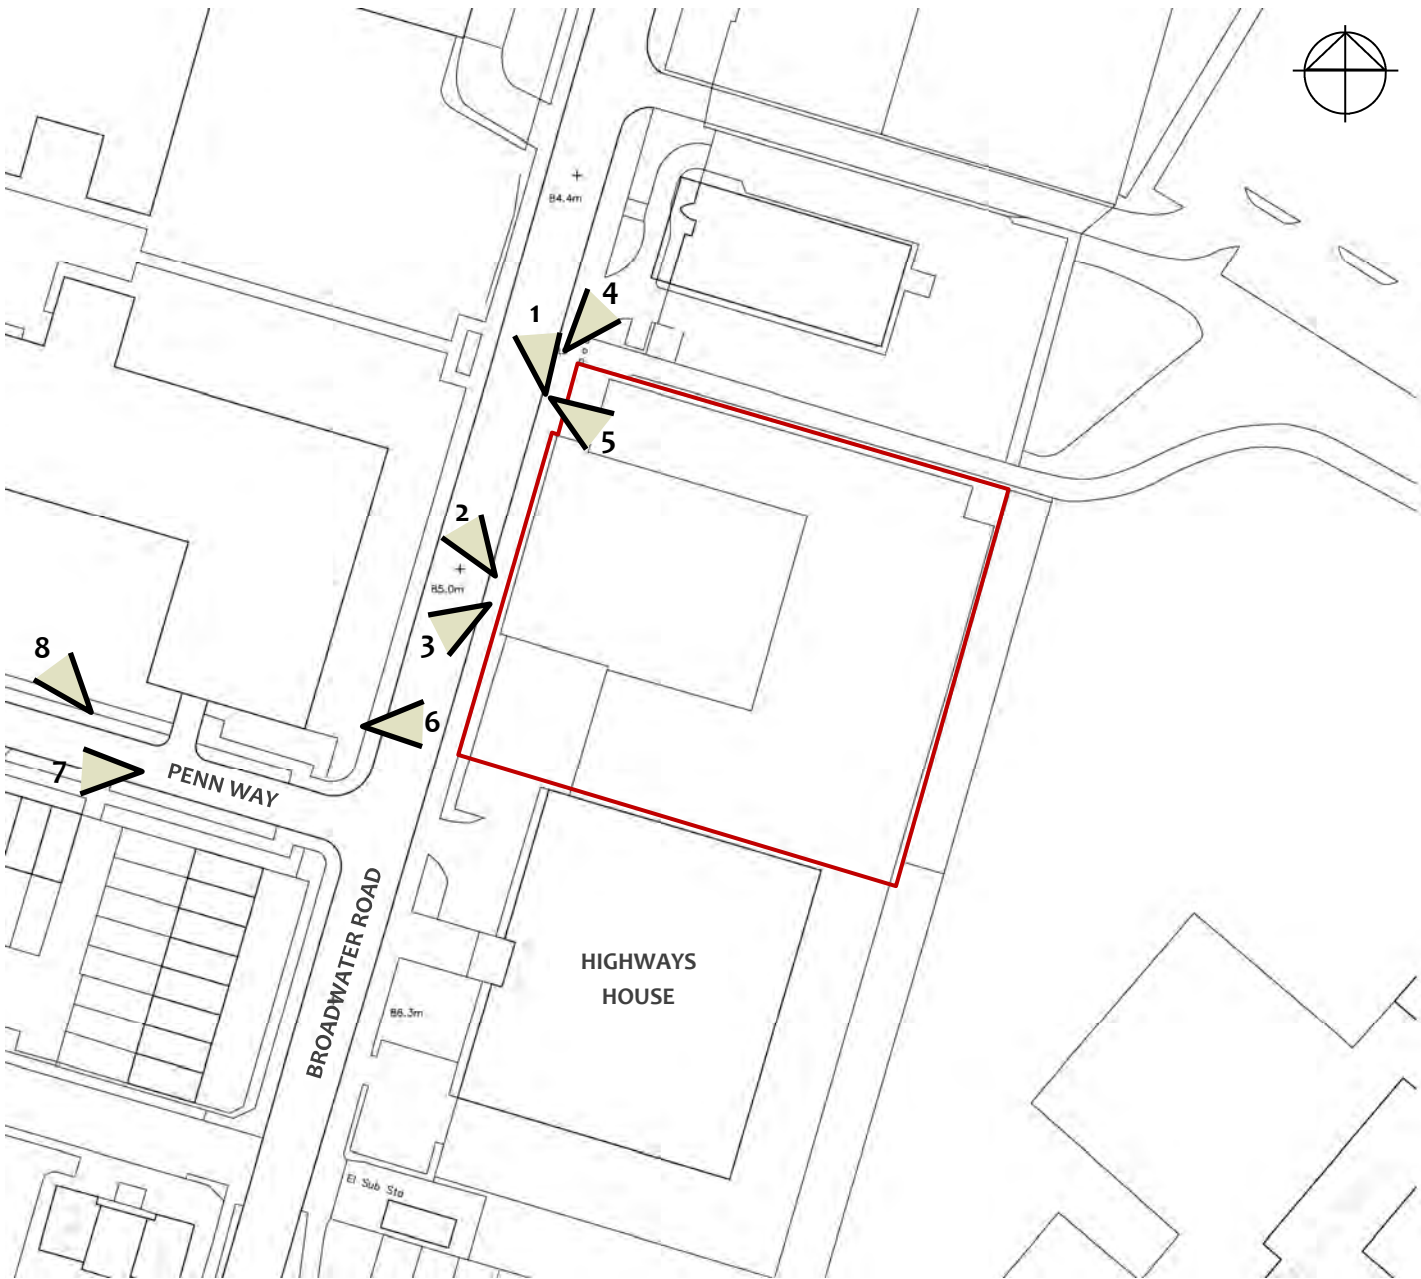 84.4m
4
1
5
2
85.0m
3
8
6
7
PENN WAY
BROADWATER ROAD
HIGHWAYS
HOUSE
86.3m
El Sub Sta